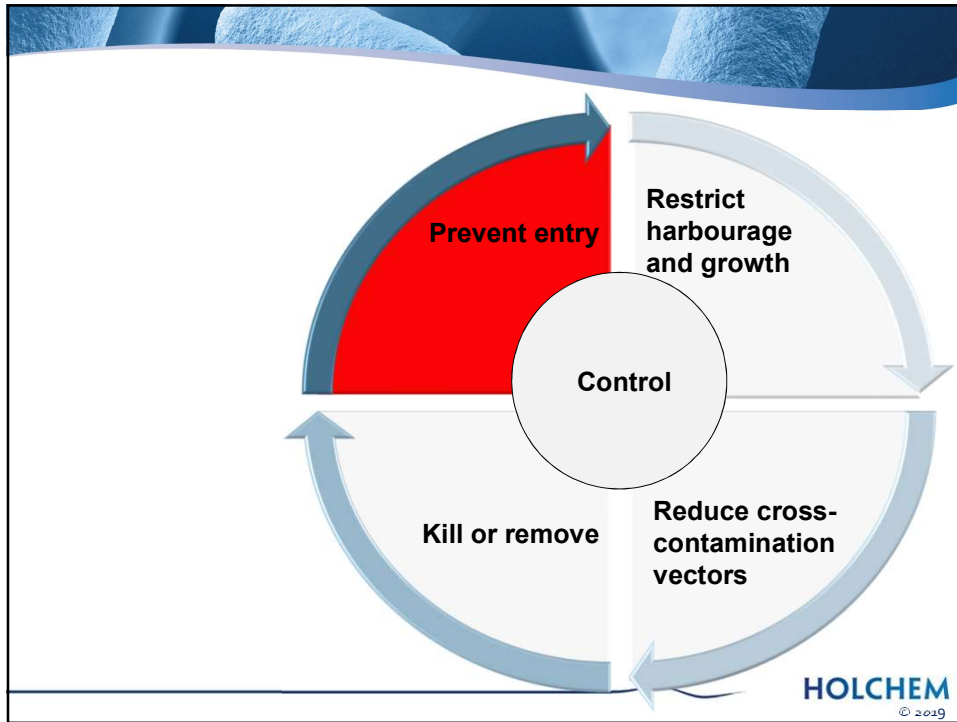 Prevent entry
Restrict
harbourage
and growth
Control
Kill or remove
Reduce cross-
contamination
vectors
HOLCHEM
© 2019